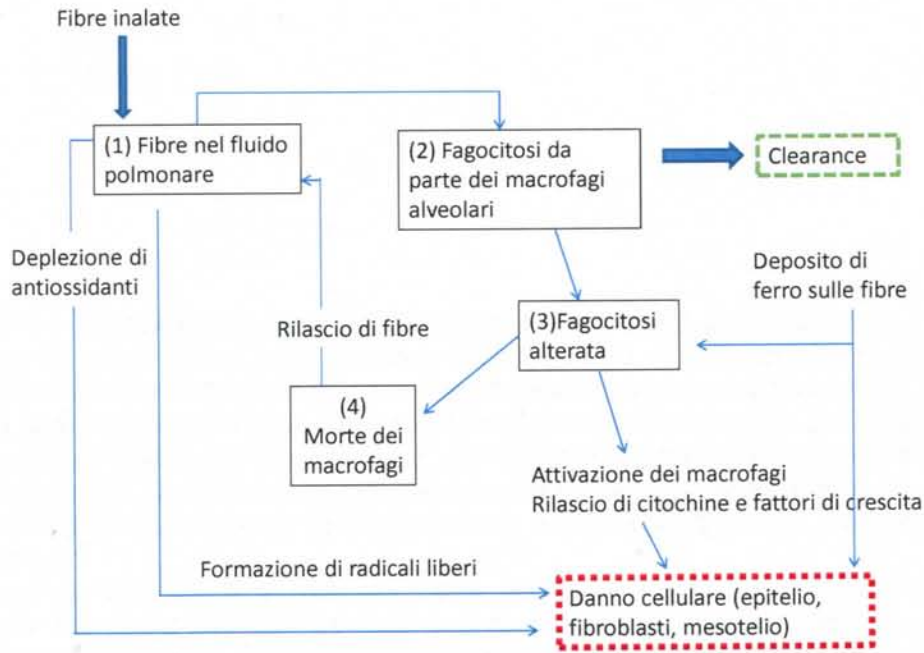 Fibre inalate
(1) Fibre nel fluido
polmonare
(2) Fagocitosi da
parte dei macrofagi
alveolari
Clearance
Deplezione di
antiossidanti
Deposito di
ferro sulle fibre
Rilascio di fibre
(3)Fagocitosi
alterata
(4)
Morte dei
macrofagi
Attivazione dei macrofagi
Rilascio di citochine e fattori di crescita
Formazione di radicali liberi
Danno cellulare (epitelio,
fibroblasti, mesotelio)